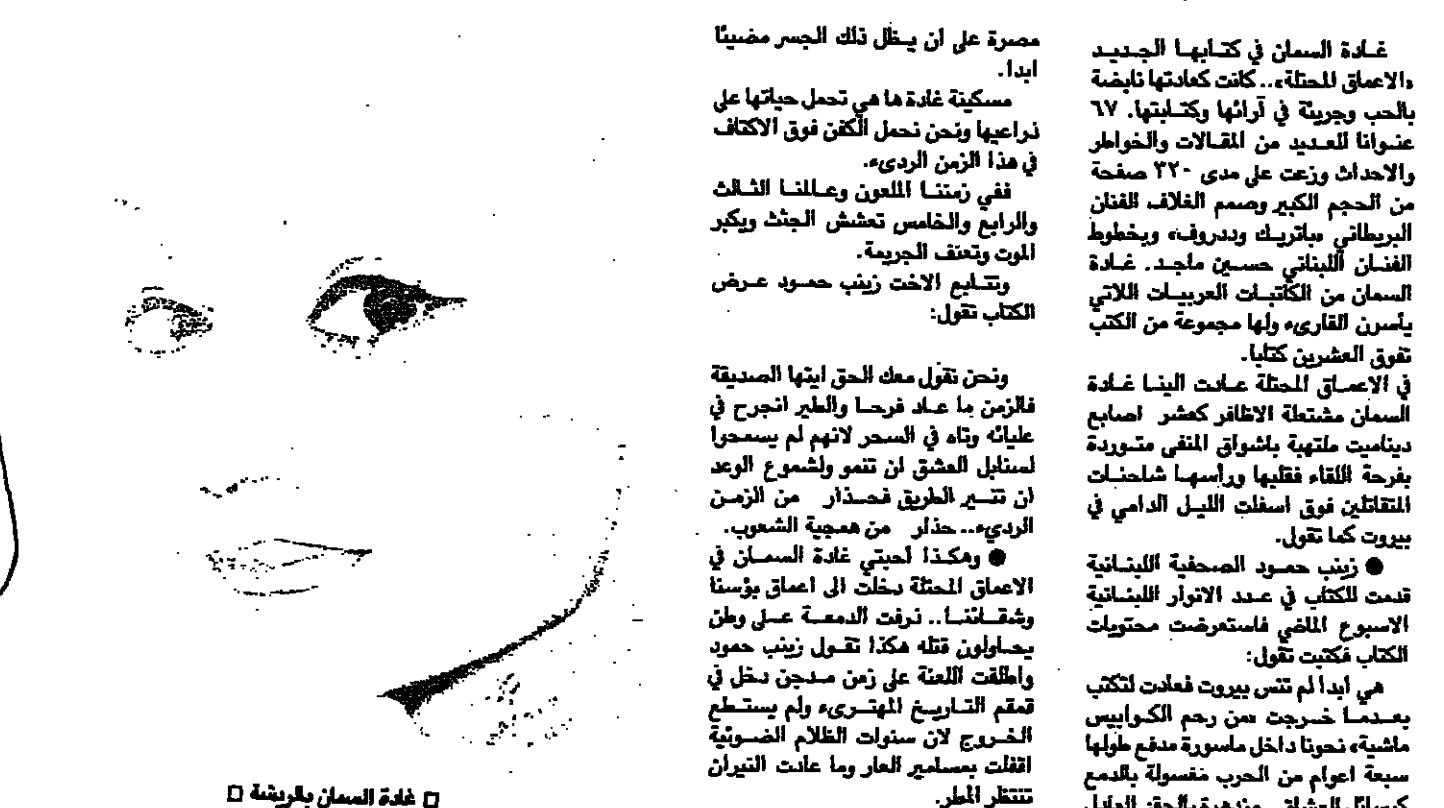 غادة السمان في كتابها الجديد
«الاعماق المحتلة».. كانت كعادتها نابضة
بالحب وجريئة في آرائها وكتابتها. ٦٧
عنوانا للعديد من المقالات والخواطر
والاحداث وزعت على مدى ٣٢٠ صفحة
من الحجم الكبير وصمم الغلاف الفنان
البريطاني «باتريك وددروف» وبخطوط
الفنان اللبناني حسين ماجد. غادة
السمان من الكاتبات العربيات اللاتي
يأسرن القارىء ولها مجموعة من الكتب
تفوق العشرين كتابا.
في الاعماق المحتلة عادت الينا غادة
السمان مشتعلة الاظافر كعشر اصابع
ديناميت ملتهبة باشواق المنفى متوردة
بفرحة اللقاء فقلبها ورأسها شاحنات
المتقاتلين فوق اسفلت الليل الدامي في
بيروت كما تقول.
● زينب حمود الصحفية اللبنانية
قدمت للكتاب في عدد الانوار اللبنانية
الاسبوع الماضي فاستعرضت محتويات
الكتاب فكتبت تقول:
هي أبدا لم تنس بيروت فعادت لتكتب
بعدما خرجت «من رحم الكوابيس
ماشية» نحونا داخل ماسورة مدفع طولها
سبعة اعوام من الحرب مغسولة بالدمع
مصرة على ان يظل ذلك الجسر مضيئا
ابدا.
مسكينة غادة ها هي تحمل حياتها على
ذراعيها ونحن نحمل الكفن فوق الاكتاف
في هذا الزمن الرديء.
ففي زمننا الملعون وعالمنا الثالث
والرابع والخامس تعشش الجثث ويكبر
الموت وتعنف الجريمة.
وتتابع الاخت زينب حمود عرض
الكتاب تقول:
ونحن نقول معك الحق ايتها الصديقة
فالزمن ما عاد فرحا والطير انجرح في
عليائه وتاه في السحر لانهم لم يسمحوا
لسنابل العشق ان تنمو ولشموع الوعد
ان تنير الطريق فحذار من الزمن
الرديء.. حذار من همجية الشعوب.
● وهكذا احبتي غادة السمان في
الاعماق المحتلة دخلت الى اعماق بؤسنا
وشقائنا.. نرفت الدمعة على وطن
يحاولون قتله هكذا تقول زينب حمود
واطلقت اللعنة على زمن مدجن دخل في
قمقم التاريخ المهترىء ولم يستطع
الخروج لان سنوات الظلام الضوئية
اقفلت بمسامير العار وما عادت النيران
تنتظر المطر.
□ غادة السمان بالريشة □